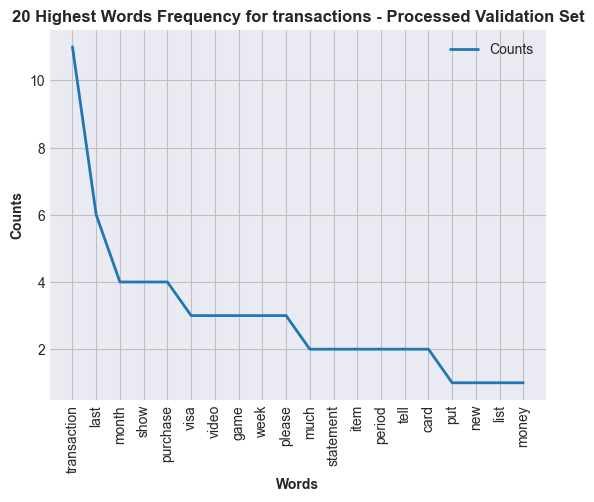 20 Highest Words Frequency for transactions - Processed Validation Set
Counts
10
8
6
4
2
Counts
transaction
last
month
show
purchase
visa
video
game
week
please
much
statement
item
period
tell
card
put
new
list
money
Words